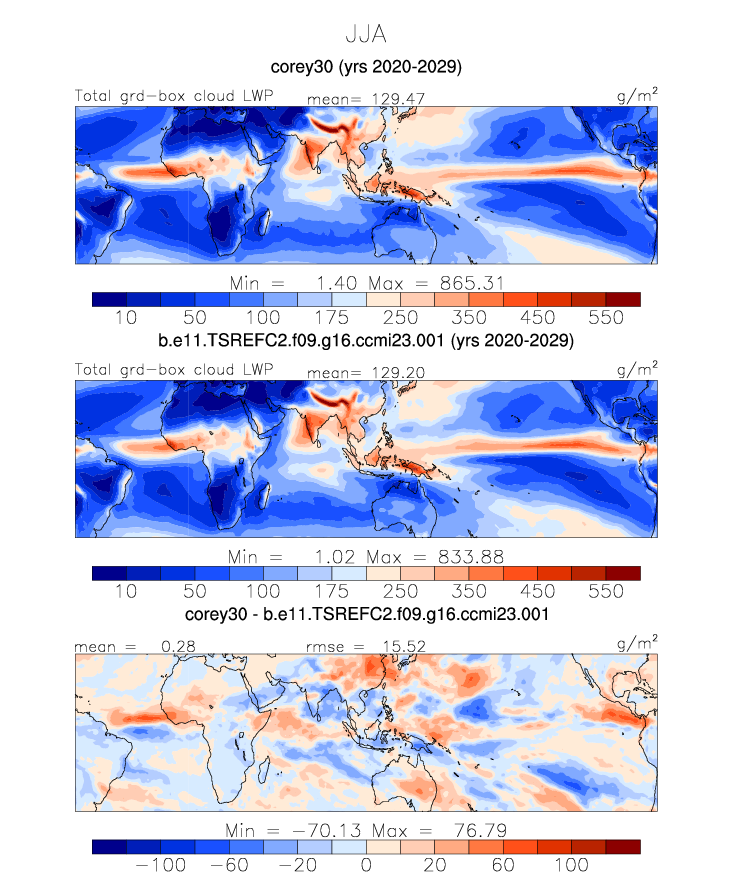 JJA
corey30 (yrs 2020-2029)
Total grd-box cloud LWP mean= 129.47 g/m²
Min = 1.40 Max = 865.31
10 50 100 175 250 350 450 550
b.e11.TSREFC2.f09.g16.ccmi23.001 (yrs 2020-2029)
Total grd-box cloud LWP mean= 129.20 g/m²
Min = 1.02 Max = 833.88
10 50 100 175 250 350 450 550
corey30 - b.e11.TSREFC2.f09.g16.ccmi23.001
mean = 0.28 rmse = 15.52 g/m²
Min = -70.13 Max = 76.79
-100 -60 -20 0 20 60 100